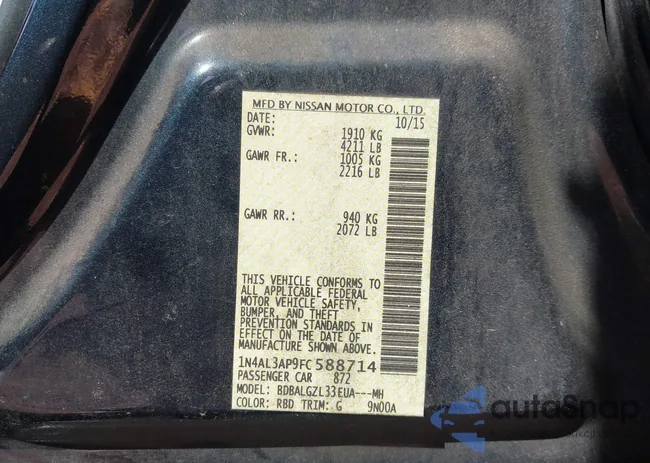 MFD BY NISSAN MOTOR CO., LTD.
DATE: 10/15
GVWR: 1910 KG
4211 LB
GAWR FR.: 1005 KG
2216 LB
GAWR RR.: 940 KG
2072 LB
THIS VEHICLE CONFORMS TO
ALL APPLICABLE FEDERAL
MOTOR VEHICLE SAFETY,
BUMPER, AND THEFT
PREVENTION STANDARDS IN
EFFECT ON THE DATE OF
MANUFACTURE SHOWN ABOVE.
1N4AL3AP9FC588714
PASSENGER CAR 872
MODEL: BDBALGZL33EUA---MH
COLOR: RBD TRIM: G 9N00A
autoSnap